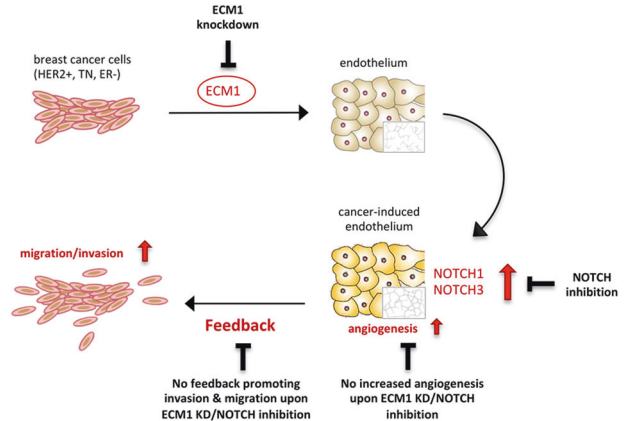 ECM1
knockdown
breast cancer cells
(HER2+, TN, ER-)
ECM1
endothelium
cancer-induced
endothelium
migration/invasion
NOTCH1
NOTCH3
NOTCH
inhibition
Feedback
angiogenesis
No feedback promoting
invasion & migration upon
ECM1 KD/NOTCH inhibition
No increased angiogenesis
upon ECM1 KD/NOTCH
inhibition